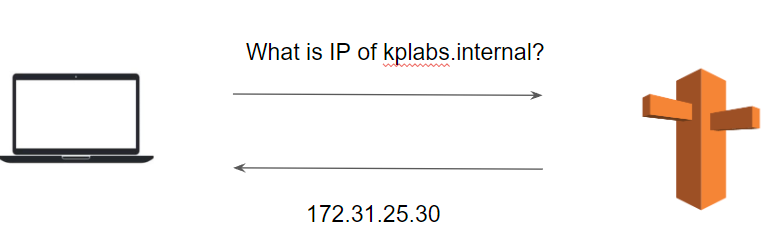 What is IP of kplabs.internal?
172.31.25.30